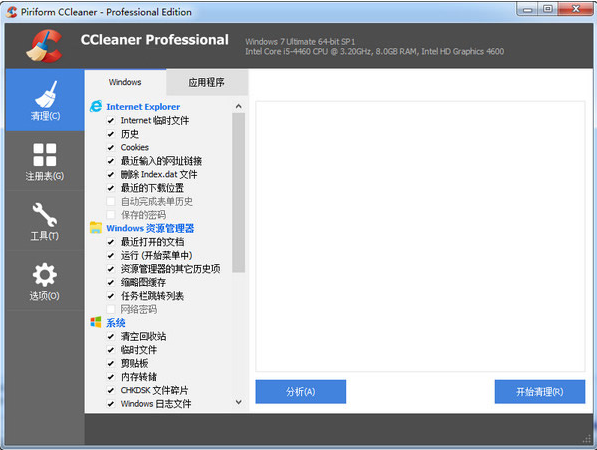 Piriform CCleaner - Professional Edition
CCleaner Professional
Windows 7 Ultimate 64-bit SP1
Intel Core i5-4460 CPU @ 3.20GHz, 8.0GB RAM, Intel HD Graphics 4600
清理(C)
注册表(G)
工具(T)
选项(O)
Windows
应用程序
Internet Explorer
Internet 临时文件
历史
Cookies
最近输入的网址链接
删除 Index.dat 文件
最近的下载位置
自动完成表单历史
保存的密码
Windows 资源管理器
最近打开的文档
运行 (开始菜单中)
资源管理器的其它历史项
缩略图缓存
任务栏跳转列表
网络密码
系统
清空回收站
临时文件
剪贴板
内存转储
CHKDSK 文件碎片
Windows 日志文件
分析(A)
开始清理(R)